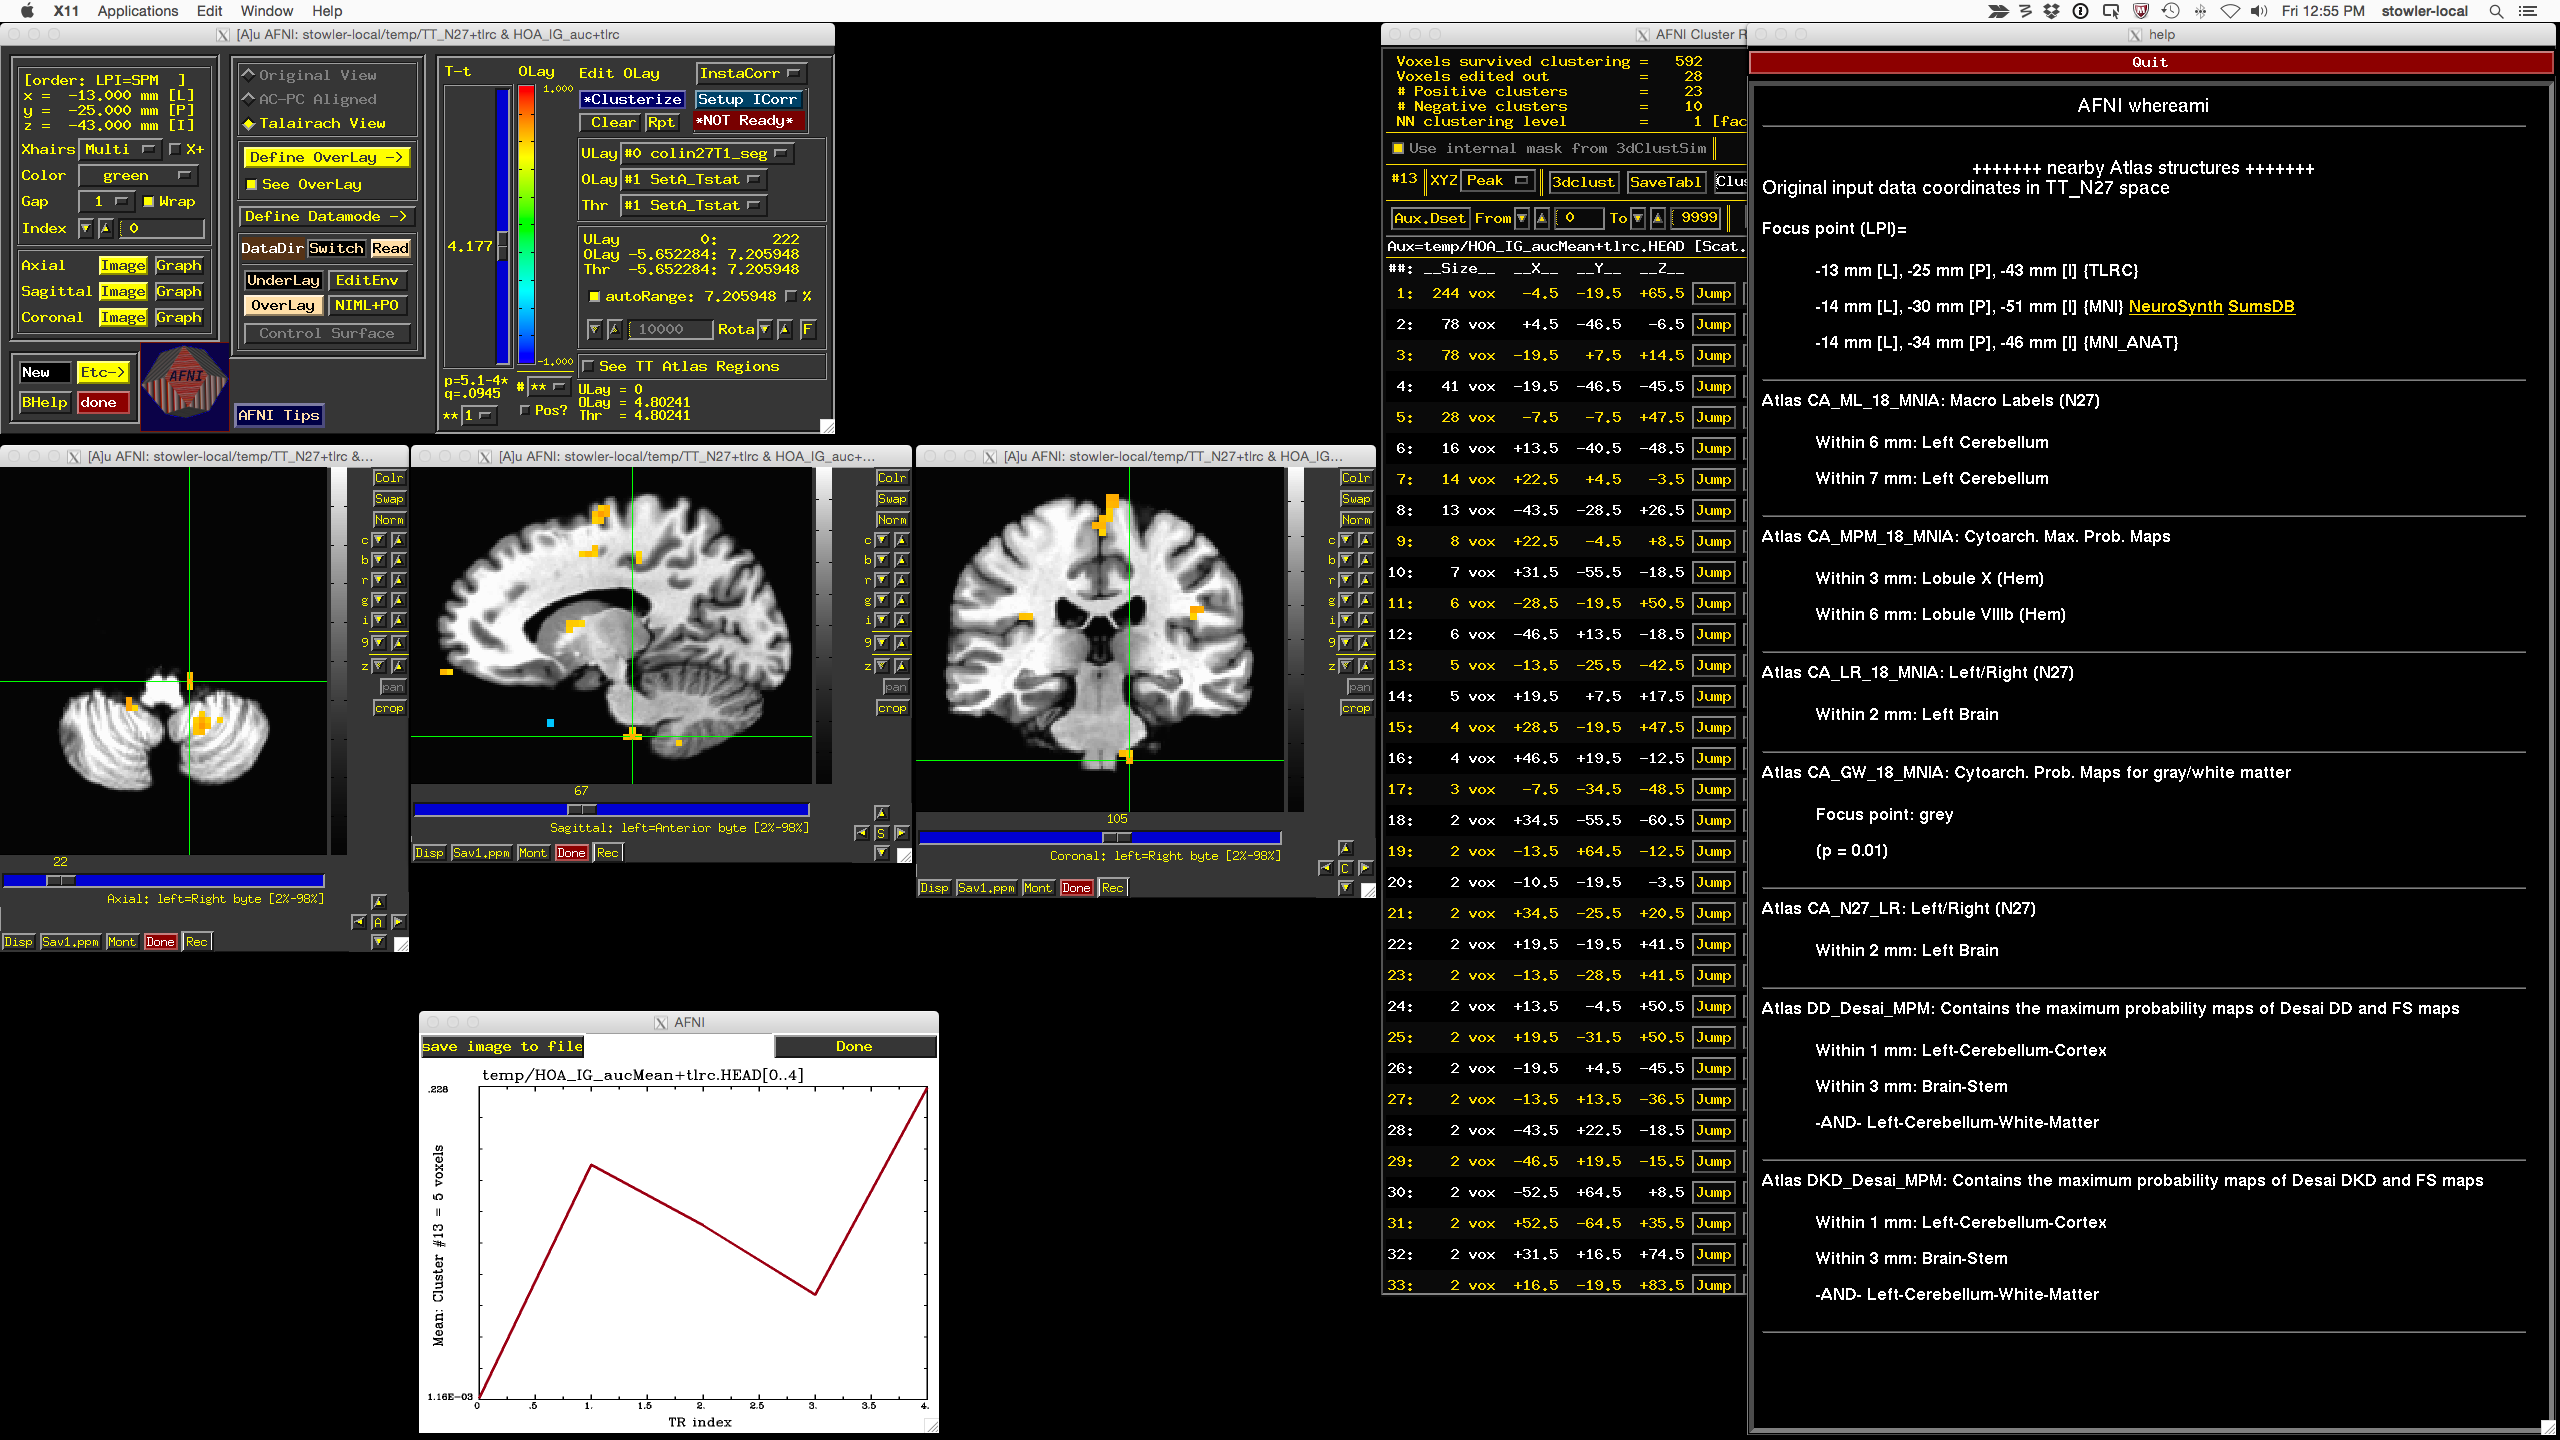 X11 Applications Edit Window Help
Fri 12:55 PM stowler-local
[A]u AFNI: stowler-local/temp/TT_N27+tlrc & HOA_IG_auc+tlrc
[order: LPI=SPM ]
x = -13.000 mm [L]
y = -25.000 mm [P]
z = -43.000 mm [I]
Xhairs Multi X+
Color green
Gap 1 Wrap
Index 0
Axial Image Graph
Sagittal Image Graph
Coronal Image Graph
New Etc->
BHelp done
AFNI
Original View
AC-PC Aligned
Talairach View
Define OverLay ->
See OverLay
Define Datamode ->
DataDir Switch Read
UnderLay EditEnv
OverLay NIML+PO
Control Surface
AFNI Tips
T-t
4.177
p=5.1-4*
q=.0945
** 1
OLay
1.000
-1.000
# **
Pos?
Edit OLay InstaCorr
*Clusterize Setup ICorr
Clear Rpt *NOT Ready*
ULay #0 colin27T1_seg
OLay #1 SetA_Tstat
Thr #1 SetA_Tstat
ULay 0: 222
OLay -5.652284: 7.205948
Thr -5.652284: 7.205948
autoRange: 7.205948 %
10000 Rota F
See TT Atlas Regions
ULay = 0
OLay = 4.80241
Thr = 4.80241
[A]u AFNI: stowler-local/temp/TT_N27+tlrc &...
Colr
Swap
Norm
c
b
r
g
i
9
z
pan
crop
22
Axial: left=Right byte [2%-98%]
A
Disp Sav1.ppm Mont Done Rec
[A]u AFNI: stowler-local/temp/TT_N27+tlrc & HOA_IG_auc+...
Colr
Swap
Norm
c
b
r
g
i
9
z
pan
crop
67
Sagittal: left=Anterior byte [2%-98%]
S
Disp Sav1.ppm Mont Done Rec
[A]u AFNI: stowler-local/temp/TT_N27+tlrc & HOA_IG...
Colr
Swap
Norm
c
b
r
g
i
9
z
pan
crop
105
Coronal: left=Right byte [2%-98%]
C
Disp Sav1.ppm Mont Done Rec
AFNI
save image to file Done
temp/HOA_IG_aucMean+tlrc.HEAD[0..4]
.228
Mean: Cluster #13 = 5 voxels
1.16E-03
0 .5 1. 1.5 2. 2.5 3. 3.5 4.
TR index
AFNI Cluster R
Voxels survived clustering = 592
Voxels edited out = 28
# Positive clusters = 23
# Negative clusters = 10
NN clustering level = 1 [fac
Use internal mask from 3dClustSim
#13 XYZ Peak 3dclust SaveTabl Clus
Aux.Dset From 0 To 9999
Aux=temp/HOA_IG_aucMean+tlrc.HEAD [Scat.
##: __Size__ __X__ __Y__ __Z__
1: 244 vox -4.5 -19.5 +65.5 Jump
2: 78 vox +4.5 -46.5 -6.5 Jump
3: 78 vox -19.5 +7.5 +14.5 Jump
4: 41 vox -19.5 -46.5 -45.5 Jump
5: 28 vox -7.5 -7.5 +47.5 Jump
6: 16 vox +13.5 -40.5 -48.5 Jump
7: 14 vox +22.5 +4.5 -3.5 Jump
8: 13 vox -43.5 -28.5 +26.5 Jump
9: 8 vox +22.5 -4.5 +8.5 Jump
10: 7 vox +31.5 -55.5 -18.5 Jump
11: 6 vox -28.5 -19.5 +50.5 Jump
12: 6 vox -46.5 +13.5 -18.5 Jump
13: 5 vox -13.5 -25.5 -42.5 Jump
14: 5 vox +19.5 +7.5 +17.5 Jump
15: 4 vox +28.5 -19.5 +47.5 Jump
16: 4 vox +46.5 +19.5 -12.5 Jump
17: 3 vox -7.5 -34.5 -48.5 Jump
18: 2 vox +34.5 -55.5 -60.5 Jump
19: 2 vox -13.5 +64.5 -12.5 Jump
20: 2 vox -10.5 -19.5 -3.5 Jump
21: 2 vox +34.5 -25.5 +20.5 Jump
22: 2 vox +19.5 -19.5 +41.5 Jump
23: 2 vox -13.5 -28.5 +41.5 Jump
24: 2 vox +13.5 -4.5 +50.5 Jump
25: 2 vox +19.5 -31.5 +50.5 Jump
26: 2 vox -19.5 +4.5 -45.5 Jump
27: 2 vox -13.5 +13.5 -36.5 Jump
28: 2 vox -43.5 +22.5 -18.5 Jump
29: 2 vox -46.5 +19.5 -15.5 Jump
30: 2 vox -52.5 +64.5 +8.5 Jump
31: 2 vox +52.5 -64.5 +35.5 Jump
32: 2 vox +31.5 +16.5 +74.5 Jump
33: 2 vox +16.5 -19.5 +83.5 Jump
help
Quit
AFNI whereami
+++++++ nearby Atlas structures +++++++
Original input data coordinates in TT_N27 space
Focus point (LPI)=
-13 mm [L], -25 mm [P], -43 mm [I] {TLRC}
-14 mm [L], -30 mm [P], -51 mm [I] {MNI} NeuroSynth SumsDB
-14 mm [L], -34 mm [P], -46 mm [I] {MNI_ANAT}
Atlas CA_ML_18_MNIA: Macro Labels (N27)
Within 6 mm: Left Cerebellum
Within 7 mm: Left Cerebellum
Atlas CA_MPM_18_MNIA: Cytoarch. Max. Prob. Maps
Within 3 mm: Lobule X (Hem)
Within 6 mm: Lobule VIIIb (Hem)
Atlas CA_LR_18_MNIA: Left/Right (N27)
Within 2 mm: Left Brain
Atlas CA_GW_18_MNIA: Cytoarch. Prob. Maps for gray/white matter
Focus point: grey
(p = 0.01)
Atlas CA_N27_LR: Left/Right (N27)
Within 2 mm: Left Brain
Atlas DD_Desai_MPM: Contains the maximum probability maps of Desai DD and FS maps
Within 1 mm: Left-Cerebellum-Cortex
Within 3 mm: Brain-Stem
-AND- Left-Cerebellum-White-Matter
Atlas DKD_Desai_MPM: Contains the maximum probability maps of Desai DKD and FS maps
Within 1 mm: Left-Cerebellum-Cortex
Within 3 mm: Brain-Stem
-AND- Left-Cerebellum-White-Matter